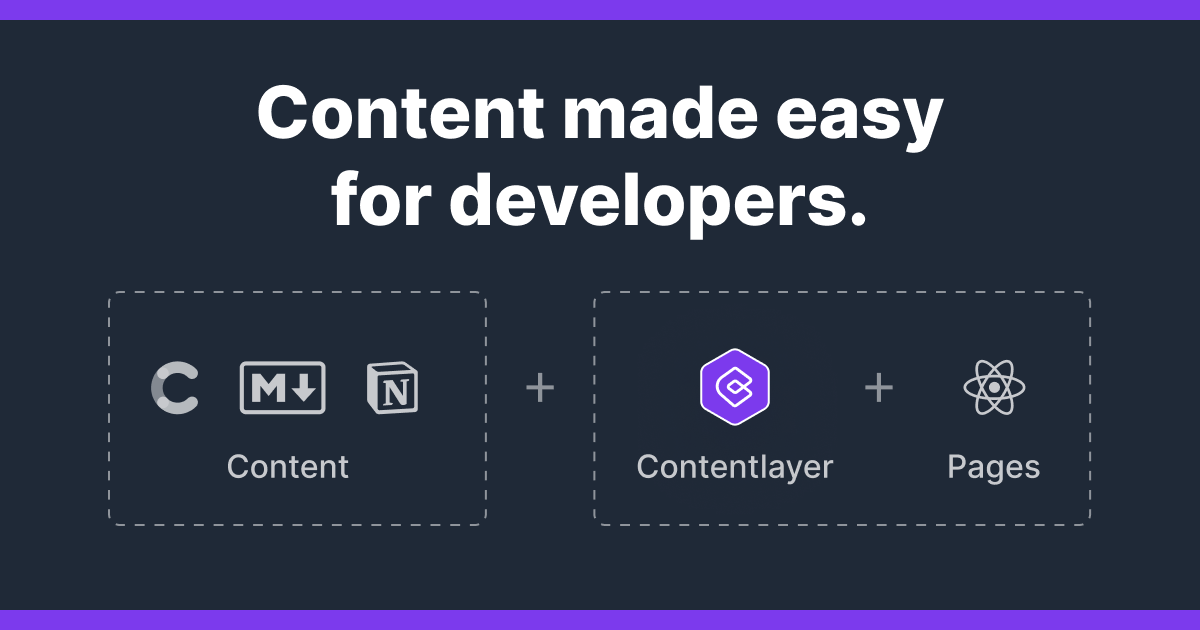 Content made easy
for developers.
M
N
+
+
Content
Contentlayer
Pages